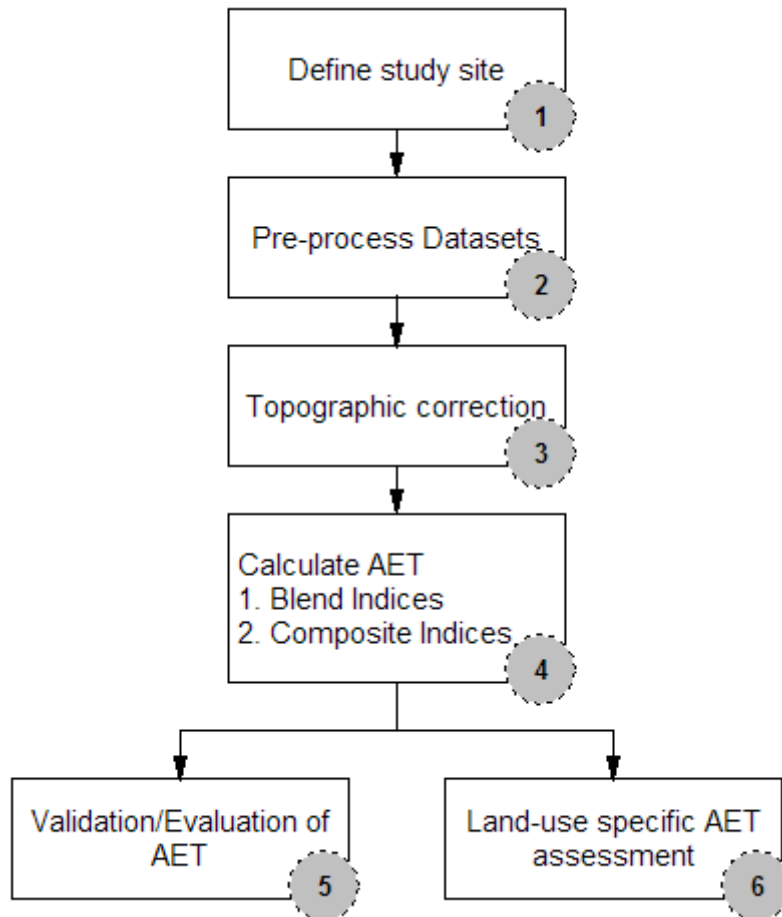 Define study site
1
Pre-process Datasets
2
Topographic correction
3
Calculate AET
1. Blend Indices
2. Composite Indices
4
Validation/Evaluation of
AET
5
Land-use specific AET
assessment
6